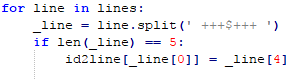 for line in lines:
    _line = line.split(' +++$+++ ')
    if len(_line) == 5:
        id2line[_line[0]] = _line[4]